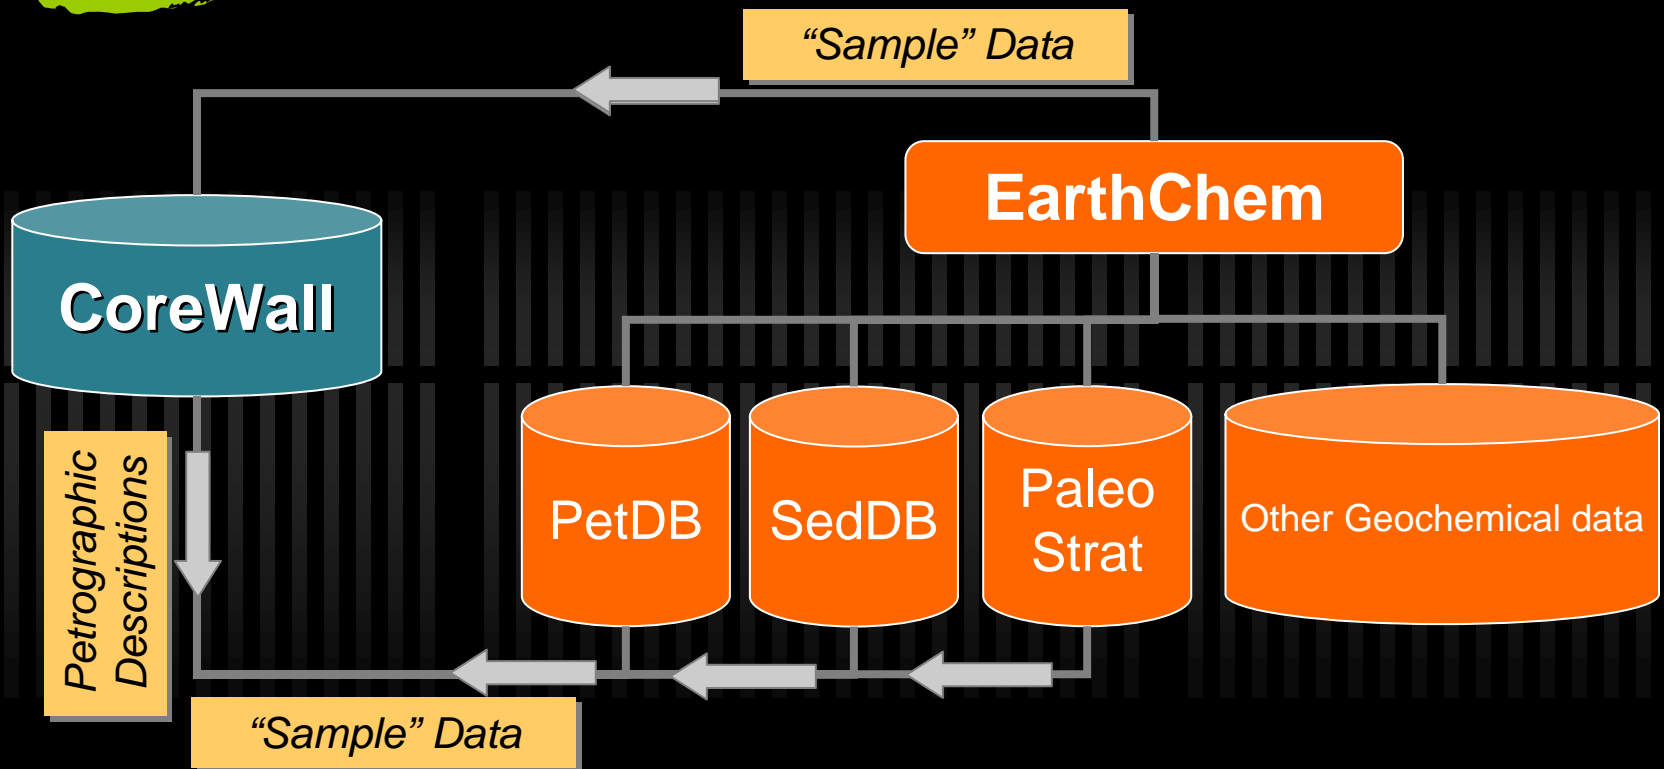 “Sample” Data
EarthChem
CoreWall
PetDB
SedDB
Paleo
Strat
Other Geochemical data
Petrographic
Descriptions
“Sample” Data